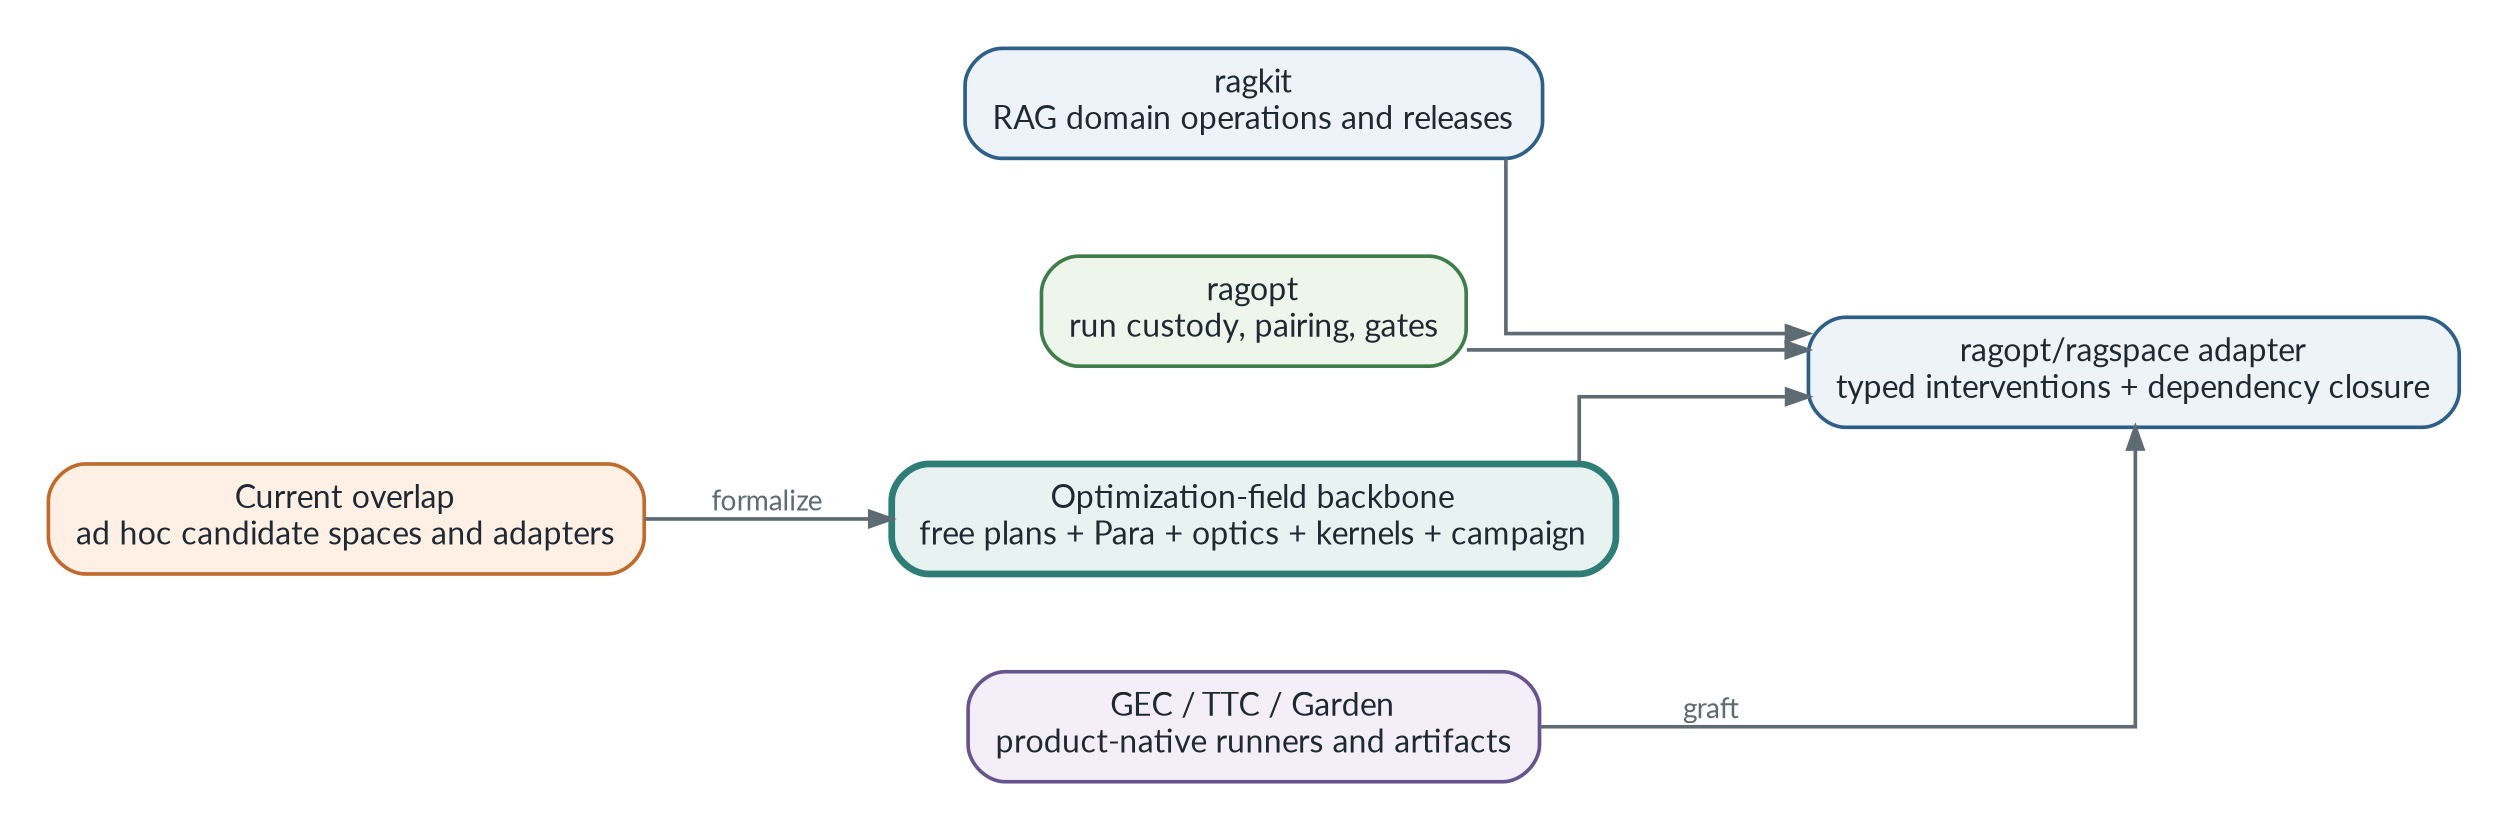 ragkit
RAG domain operations and releases
ragopt
run custody, pairing, gates
ragopt/ragspace adapter
typed interventions + dependency closure
Current overlap
ad hoc candidate spaces and adapters
formalize
Optimization-field backbone
free plans + Para + optics + kernels + campaign
GEC / TTC / Garden
product-native runners and artifacts
graft